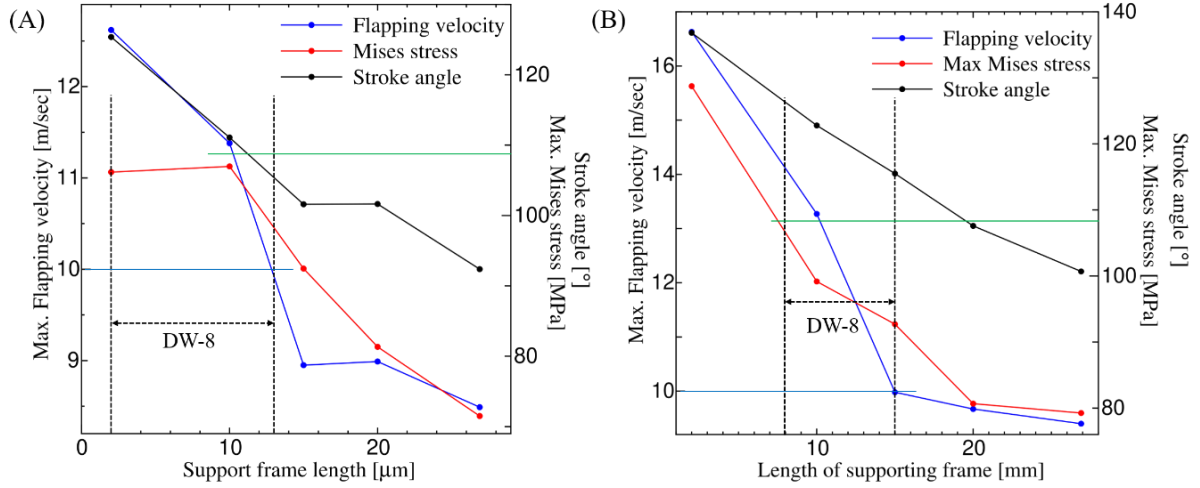 (A)
Flapping velocity
Mises stress
Stroke angle
Max. Flapping velocity [m/sec]
12
11
10
9
120
100
80
Stroke angle [°]
Max. Mises stress [MPa]
DW-8
0
10
20
Support frame length [μm]
(B)
Flapping velocity
Max Mises stress
Stroke angle
Max. Flapping velocity [m/sec]
16
14
12
10
140
120
100
80
Stroke angle [°]
Max. Mises stress [MPa]
DW-8
10
20
Length of supporting frame [mm]